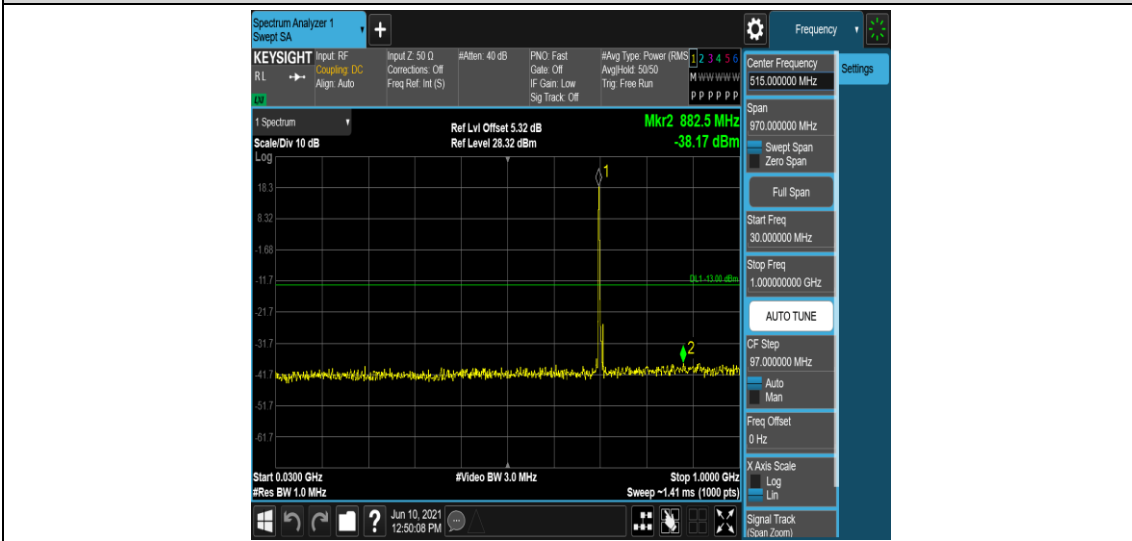 Spectrum Analyzer 1
Swept SA
Frequency
KEYSIGHT
RL
Input: RF
Coupling: DC
Align: Auto
Input Z: 50 Ω
Corrections: Off
Freq Ref: Int (S)
#Atten: 40 dB
PNO: Fast
Gate: Off
IF Gain: Low
Sig Track: Off
#Avg Type: Power (RMS
Avg|Hold: 50/50
Trig: Free Run
1 2 3 4 5 6
M W W W W W
P P P P P P
1 Spectrum
Scale/Div 10 dB
Ref Lvl Offset 5.32 dB
Ref Level 28.32 dBm
Mkr2 882.5 MHz
-38.17 dBm
Log
1
18.3
8.32
-1.68
-11.7
DL1 -13.00 dBm
-21.7
-31.7
2
-41.7
-51.7
-61.7
Start 0.0300 GHz
#Res BW 1.0 MHz
#Video BW 3.0 MHz
Stop 1.0000 GHz
Sweep ~1.41 ms (1000 pts)
Jun 10, 2021
12:50:08 PM
Center Frequency
515.000000 MHz
Settings
Span
970.000000 MHz
Swept Span
Zero Span
Full Span
Start Freq
30.000000 MHz
Stop Freq
1.000000000 GHz
AUTO TUNE
CF Step
97.000000 MHz
Auto
Man
Freq Offset
0 Hz
X Axis Scale
Log
Lin
Signal Track
(Span Zoom)